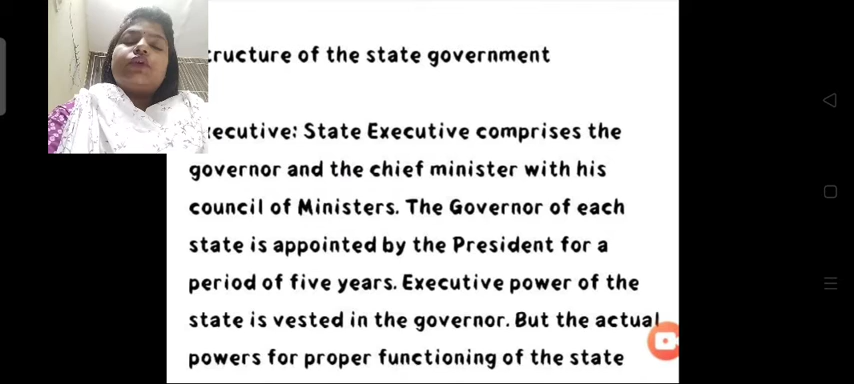 tructure of the state government
ecutive: State Executive comprises the
governor and the chief minister with his
council of Ministers. The Governor of each
state is appointed by the President for a
period of five years. Executive power of the
state is vested in the governor. But the actual
powers for proper functioning of the state